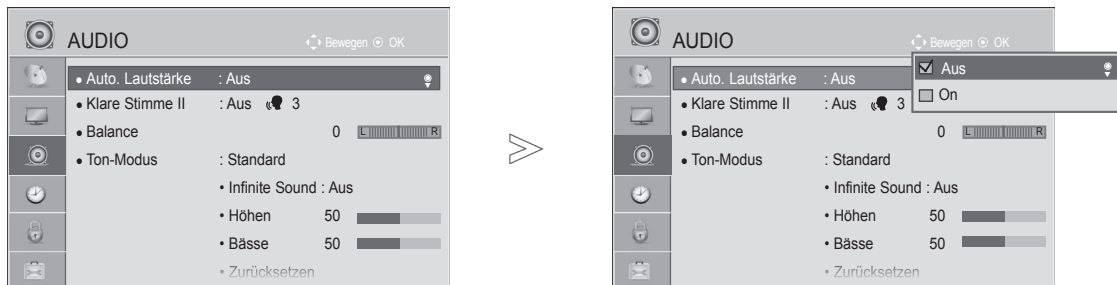 AUDIO
Bewegen OK
• Auto. Lautstärke : Aus
• Klare Stimme II : Aus 3
• Balance 0 L R
• Ton-Modus : Standard
• Infinite Sound : Aus
• Höhen 50
• Bässe 50
• Zurücksetzen
AUDIO
Bewegen OK
• Auto. Lautstärke : Aus
Aus
On
• Klare Stimme II : Aus 3
• Balance 0 L R
• Ton-Modus : Standard
• Infinite Sound : Aus
• Höhen 50
• Bässe 50
• Zurücksetzen